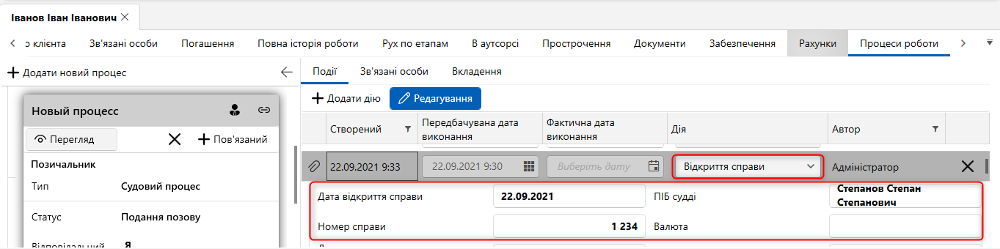 Іванов Іван Іванович
о клієнта Зв'язані особи Погашення Повна історія роботи Рух по етапам В аутсорсі Прострочення Документи Забезпечення Рахунки Процеси роботи
Додати новий процес
Події Зв'язані особи Вкладення
Додати дію Редагування
Новый процесс
Перегляд Пов'язаний
Позичальник
Тип Судовий процес
Статус Подання позову
Відповідальний Я
Створений Передбачувана дата виконання Фактична дата виконання Дія Автор
22.09.2021 9:33 22.09.2021 9:30 Виберіть дату Відкриття справи Адміністратор
Дата відкриття справи 22.09.2021 ПІБ судді Степанов Степан Степанович
Номер справи 1 234 Валюта